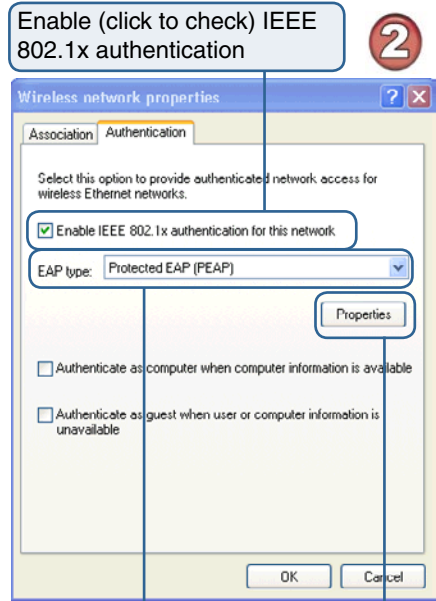 Enable (click to check) IEEE
802.1x authentication
2
Wireless network properties
Association Authentication
Select this option to provide authenticated network access for
wireless Ethernet networks.
Enable IEEE 802.1x authentication for this network
EAP type: Protected EAP (PEAP)
Properties
Authenticate as computer when computer information is available
Authenticate as guest when user or computer information is
unavailable
OK Cancel